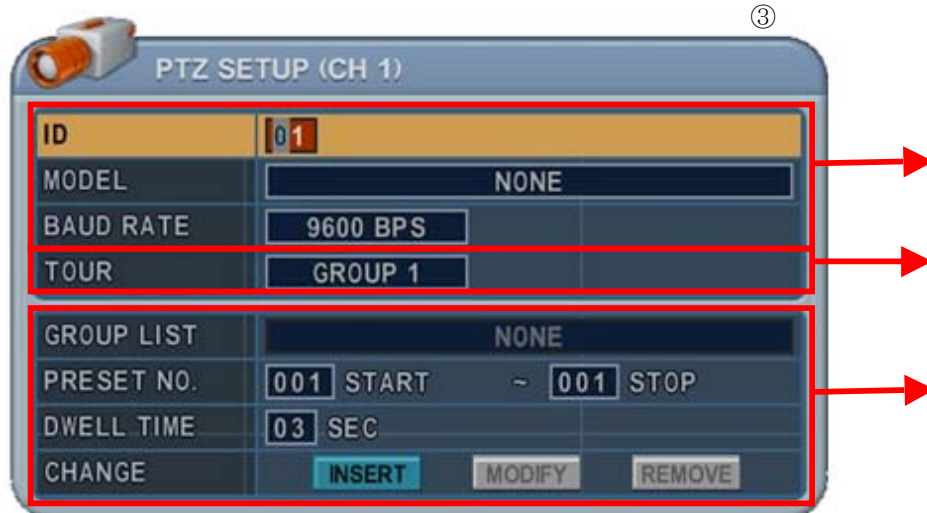 ③
PTZ SETUP (CH 1)
ID 01
MODEL NONE
BAUD RATE 9600 BPS
TOUR GROUP 1
GROUP LIST NONE
PRESET NO. 001 START ~ 001 STOP
DWELL TIME 03 SEC
CHANGE INSERT MODIFY REMOVE